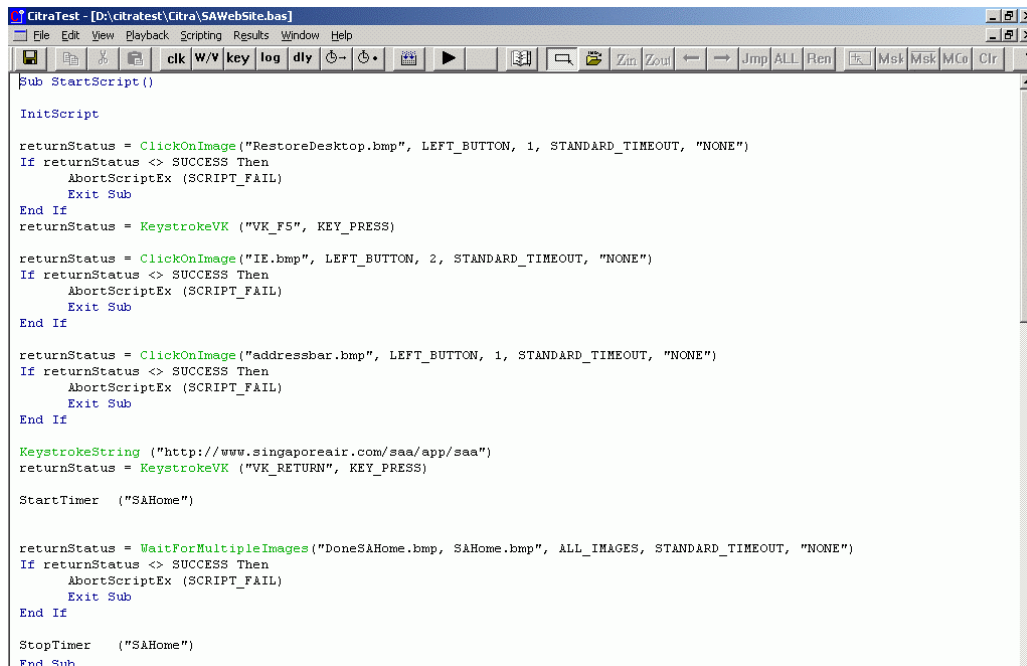 CitraTest - [D:\citratest\Citra\SAWebSite.bas]
File Edit View Playback Scripting Results Window Help
clk W/V key log dly Zin Zout Jmp ALL Ren Msk Msk MCo Clr
Sub StartScript()
InitScript
returnStatus = ClickOnImage("RestoreDesktop.bmp", LEFT_BUTTON, 1, STANDARD_TIMEOUT, "NONE")
If returnStatus <> SUCCESS Then
AbortScriptEx (SCRIPT_FAIL)
Exit Sub
End If
returnStatus = KeystrokeVK ("VK_F5", KEY_PRESS)
returnStatus = ClickOnImage("IE.bmp", LEFT_BUTTON, 2, STANDARD_TIMEOUT, "NONE")
If returnStatus <> SUCCESS Then
AbortScriptEx (SCRIPT_FAIL)
Exit Sub
End If
returnStatus = ClickOnImage("addressbar.bmp", LEFT_BUTTON, 1, STANDARD_TIMEOUT, "NONE")
If returnStatus <> SUCCESS Then
AbortScriptEx (SCRIPT_FAIL)
Exit Sub
End If
KeystrokeString ("http://www.singaporeair.com/saa/app/saa")
returnStatus = KeystrokeVK ("VK_RETURN", KEY_PRESS)
StartTimer ("SAHome")
returnStatus = WaitForMultipleImages("DoneSAHome.bmp, SAHome.bmp", ALL_IMAGES, STANDARD_TIMEOUT, "NONE")
If returnStatus <> SUCCESS Then
AbortScriptEx (SCRIPT_FAIL)
Exit Sub
End If
StopTimer ("SAHome")
End Sub